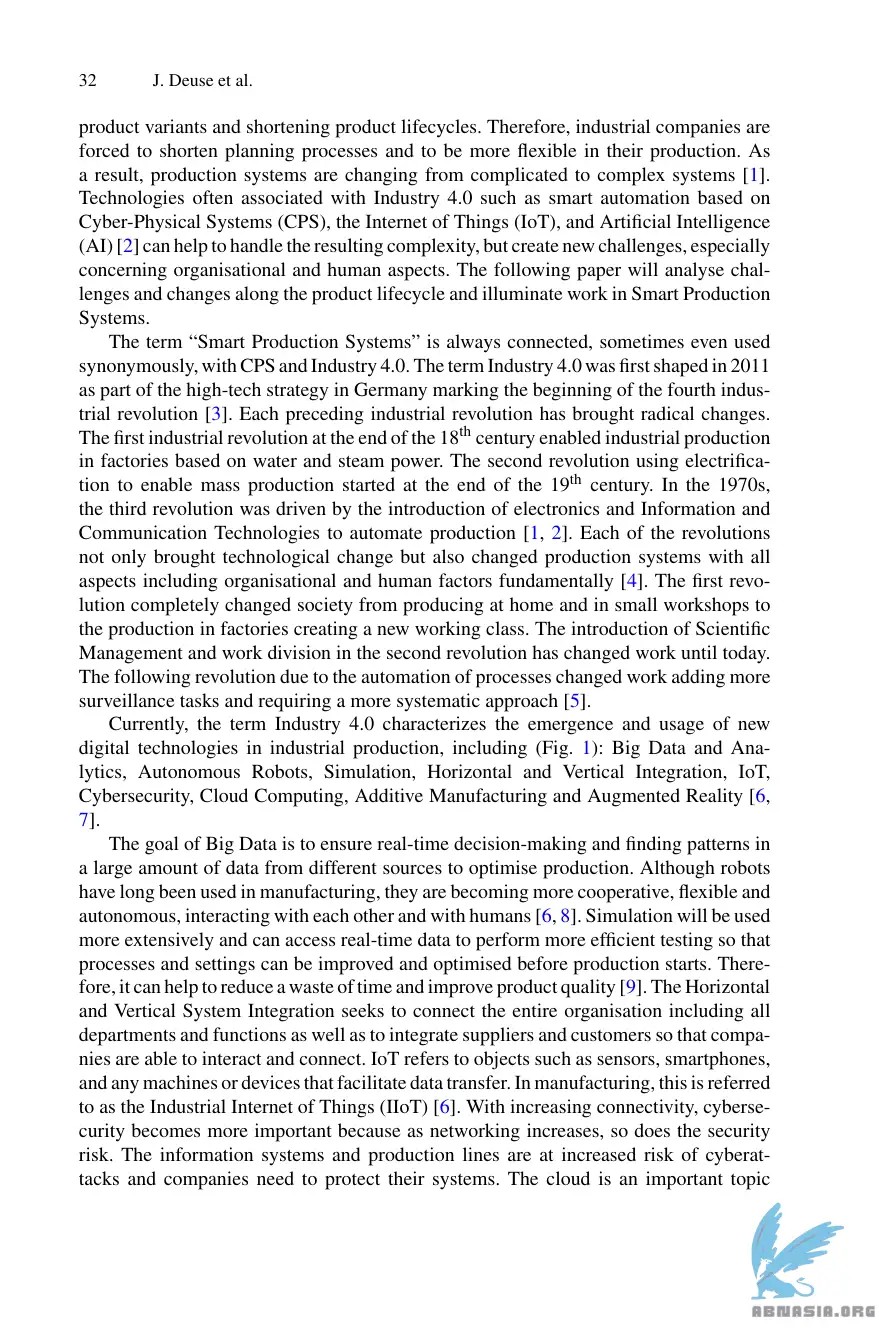 32 J. Deuse et al.
product variants and shortening product lifecycles. Therefore, industrial companies are
forced to shorten planning processes and to be more flexible in their production. As
a result, production systems are changing from complicated to complex systems [1].
Technologies often associated with Industry 4.0 such as smart automation based on
Cyber-Physical Systems (CPS), the Internet of Things (IoT), and Artificial Intelligence
(AI) [2] can help to handle the resulting complexity, but create new challenges, especially
concerning organisational and human aspects. The following paper will analyse chal-
lenges and changes along the product lifecycle and illuminate work in Smart Production
Systems.
The term “Smart Production Systems” is always connected, sometimes even used
synonymously, with CPS and Industry 4.0. The term Industry 4.0 was first shaped in 2011
as part of the high-tech strategy in Germany marking the beginning of the fourth indus-
trial revolution [3]. Each preceding industrial revolution has brought radical changes.
The first industrial revolution at the end of the 18th century enabled industrial production
in factories based on water and steam power. The second revolution using electrifica-
tion to enable mass production started at the end of the 19th century. In the 1970s,
the third revolution was driven by the introduction of electronics and Information and
Communication Technologies to automate production [1, 2]. Each of the revolutions
not only brought technological change but also changed production systems with all
aspects including organisational and human factors fundamentally [4]. The first revo-
lution completely changed society from producing at home and in small workshops to
the production in factories creating a new working class. The introduction of Scientific
Management and work division in the second revolution has changed work until today.
The following revolution due to the automation of processes changed work adding more
surveillance tasks and requiring a more systematic approach [5].
Currently, the term Industry 4.0 characterizes the emergence and usage of new
digital technologies in industrial production, including (Fig. 1): Big Data and Ana-
lytics, Autonomous Robots, Simulation, Horizontal and Vertical Integration, IoT,
Cybersecurity, Cloud Computing, Additive Manufacturing and Augmented Reality [6,
7].
The goal of Big Data is to ensure real-time decision-making and finding patterns in
a large amount of data from different sources to optimise production. Although robots
have long been used in manufacturing, they are becoming more cooperative, flexible and
autonomous, interacting with each other and with humans [6, 8]. Simulation will be used
more extensively and can access real-time data to perform more efficient testing so that
processes and settings can be improved and optimised before production starts. There-
fore, it can help to reduce a waste of time and improve product quality [9]. The Horizontal
and Vertical System Integration seeks to connect the entire organisation including all
departments and functions as well as to integrate suppliers and customers so that compa-
nies are able to interact and connect. IoT refers to objects such as sensors, smartphones,
and any machines or devices that facilitate data transfer. In manufacturing, this is referred
to as the Industrial Internet of Things (IIoT) [6]. With increasing connectivity, cyberse-
curity becomes more important because as networking increases, so does the security
risk. The information systems and production lines are at increased risk of cyberat-
tacks and companies need to protect their systems. The cloud is an important topic
ABNASIA.ORG